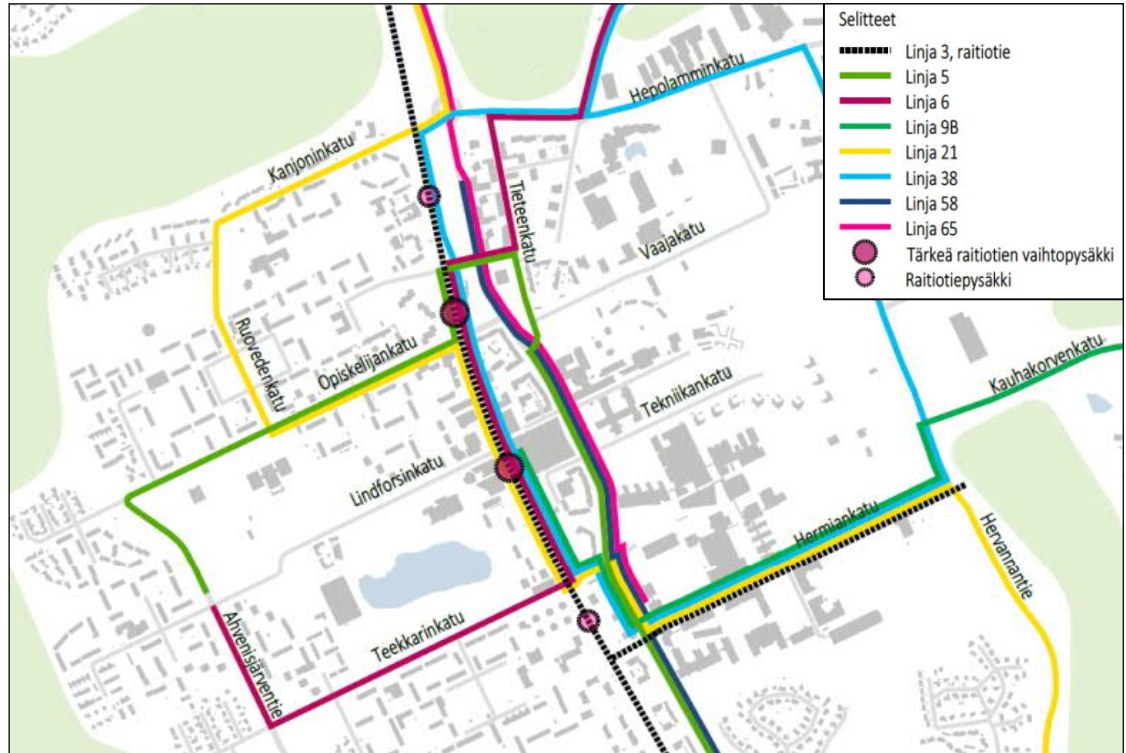 Selitteet
Linja 3, raitiotie
Linja 5
Linja 6
Linja 9B
Linja 21
Linja 38
Linja 58
Linja 65
Tärkeä raitiotien vaihtopysäkki
Raitiotiepysäkki
Hepolamminkatu
Kanjoninkatu
Tieteenkatu
Vaajakatu
Ruovedenkatu
Opiskelijankatu
Kauhakorvenkatu
Tekniikankatu
Lindforsinkatu
Hermiankatu
Hervannantie
Ahvenisjärventie
Teekkarinkatu